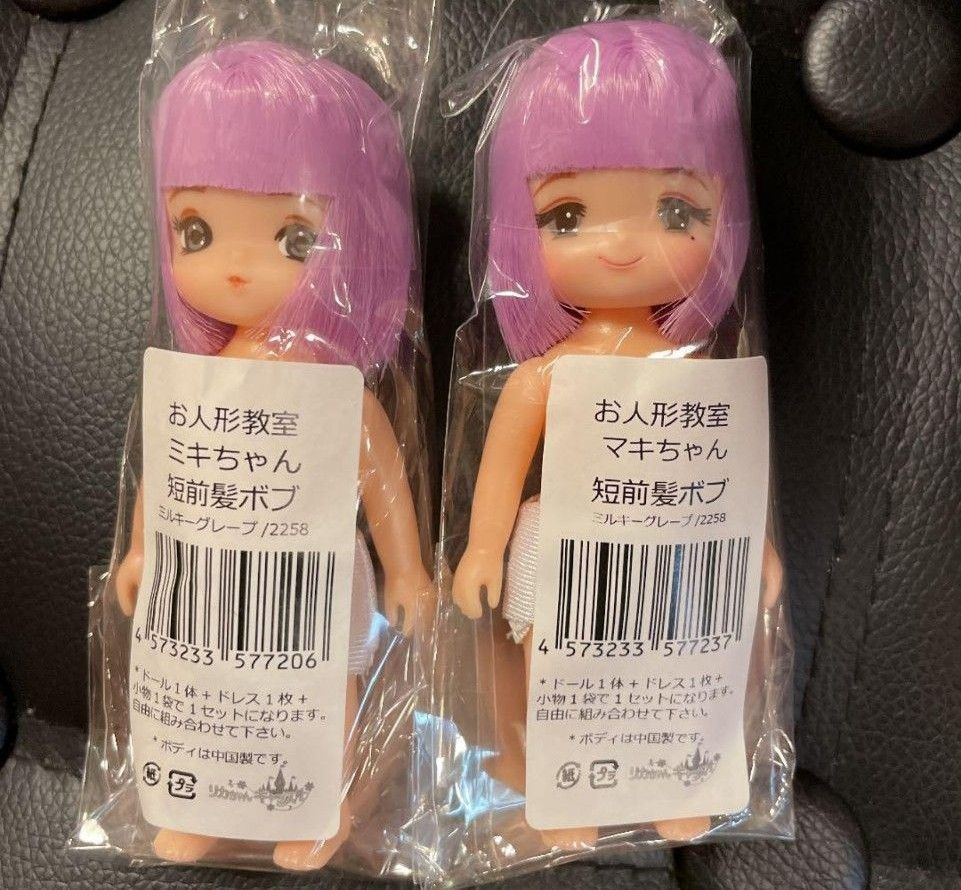 お人形教室
ミキちゃん
短前髪ボブ
ミルキーグレープ/2258
4 573233 577206
*ドール1体+ドレス1枚+
小物1袋で1セットになります。
自由に組み合わせて下さい。
*ボディは中国製です。
紙 プラ
お人形教室
マキちゃん
短前髪ボブ
ミルキーグレープ/2258
4 573233 577237
*ドール1体+ドレス1枚+
小物1袋で1セットになります。
自由に組み合わせて下さい。
*ボディは中国製です。
紙 プラ